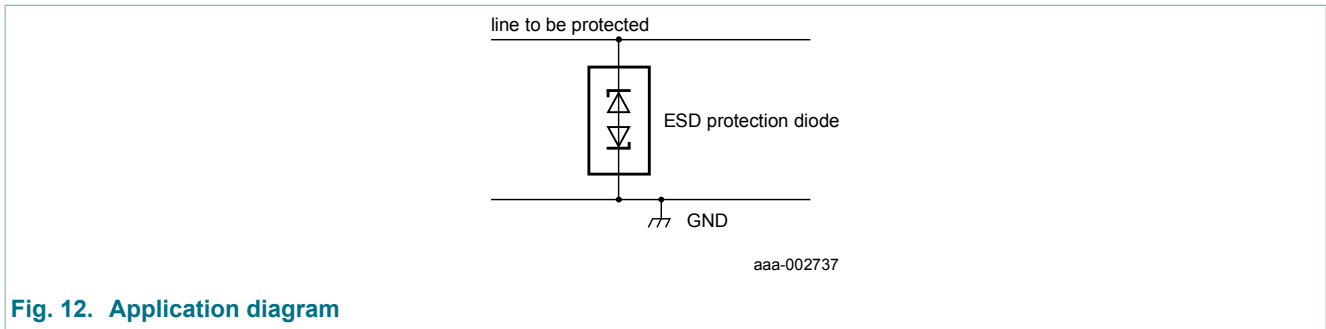 line to be protected
ESD protection diode
GND
aaa-002737
Fig. 12. Application diagram